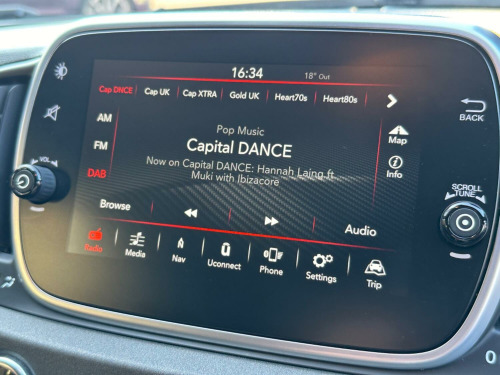 16:34
18° Out
Cap DNCE Cap UK Cap XTRA Gold UK Heart70s Heart80s
AM
FM
DAB
Pop Music
Capital DANCE
Now on Capital DANCE: Hannah Laing ft.
Muki with Ibizacore
Map
Info
Browse
Audio
Radio Media Nav Uconnect Phone Settings Trip
VOL
BACK
SCROLL
TUNE
0